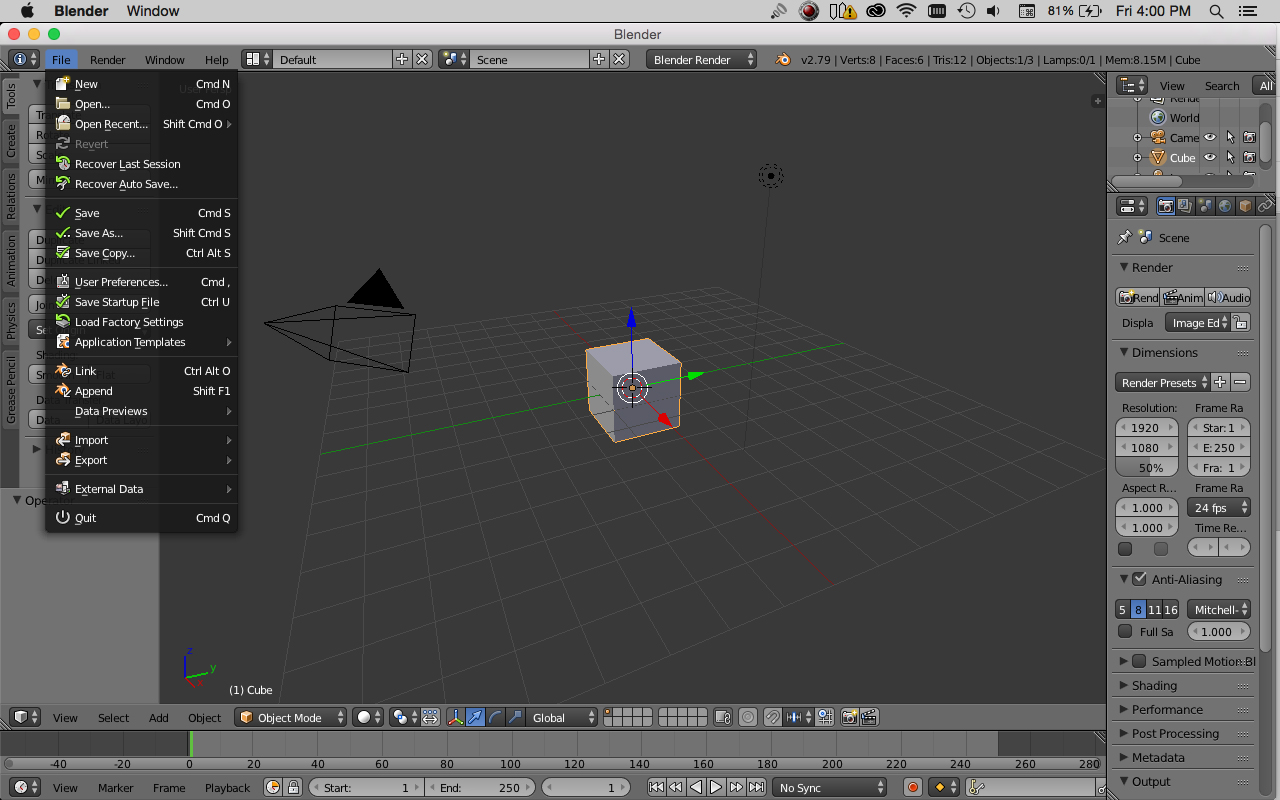 Blender Window 81% Fri 4:00 PM
Blender
File Render Window Help Default Scene Blender Render v2.79 | Verts:8 | Faces:6 | Tris:12 | Objects:1/3 | Lamps:0/1 | Mem:8.15M | Cube
New Cmd N
Open... Cmd O
Open Recent... Shift Cmd O
Revert
Recover Last Session
Recover Auto Save...
Save Cmd S
Save As... Shift Cmd S
Save Copy... Ctrl Alt S
User Preferences... Cmd ,
Save Startup File Ctrl U
Load Factory Settings
Application Templates
Link Ctrl Alt O
Append Shift F1
Data Previews
Import
Export
External Data
Quit Cmd Q
Tools
Create
Relations
Animation
Physics
Grease Pencil
z
y
(1) Cube
View Search All
World
Came
Cube
Scene
Render
Rend Anim Audio
Displa Image Ed
Dimensions
Render Presets
Resolution: Frame Ra
1920 Star: 1
1080 E: 250
50% Fra: 1
Aspect R... Frame Ra
1.000 24 fps
1.000 Time Re...
Anti-Aliasing
5 8 11 16 Mitchell-
Full Sa 1.000
Sampled Motion Bl
Shading
Performance
Post Processing
Metadata
Output
View Select Add Object Object Mode Global
-40 -20 0 20 40 60 80 100 120 140 160 180 200 220 240 260 280
View Marker Frame Playback Start: 1 End: 250 1 No Sync